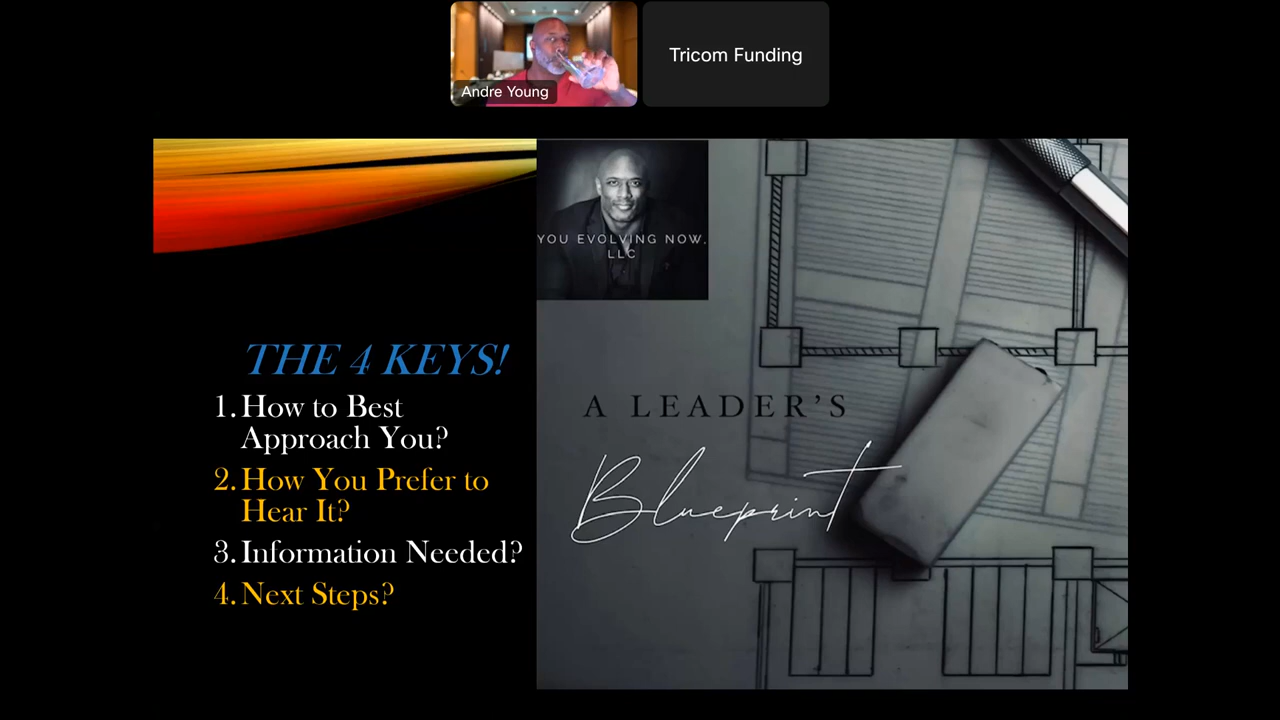 Andre Young
Tricom Funding
YOU EVOLVING NOW,
LLC
THE 4 KEYS!
1. How to Best
Approach You?
2. How You Prefer to
Hear It?
3. Information Needed?
4. Next Steps?
A LEADER'S
Blueprint